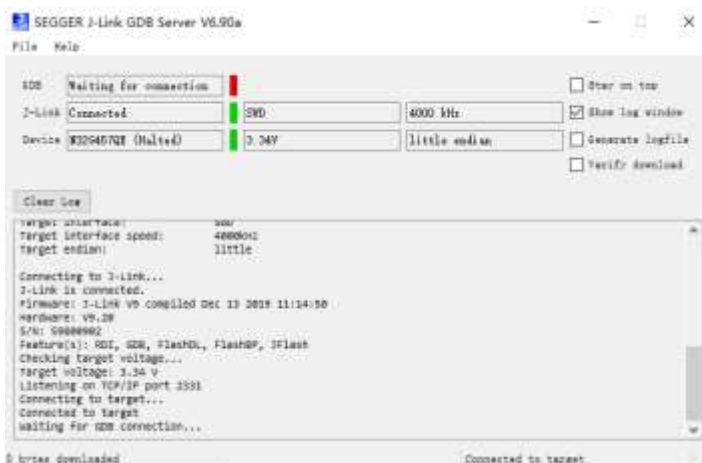 SEGGER J-Link GDB Server V6.90a
File Help
GDB Waiting for connection Stay on top
J-Link Connected SWD 4000 kHz Show log window
Device N32G457QE (Halted) 3.34V little endian Generate logfile
Verify download
Clear Log
Target interface: SWD
Target interface speed: 4000kHz
Target endian: little
Connecting to J-Link...
J-Link is connected.
Firmware: J-Link V9 compiled Dec 13 2019 11:14:50
Hardware: V9.20
Feature(s): RDI, GDB, FlashDL, FlashBP, JFlash
Checking target voltage...
Target voltage: 3.34 V
Listening on TCP/IP port 2331
Connecting to target...
Connected to target
Waiting for GDB connection...
0 bytes downloaded Connected to target